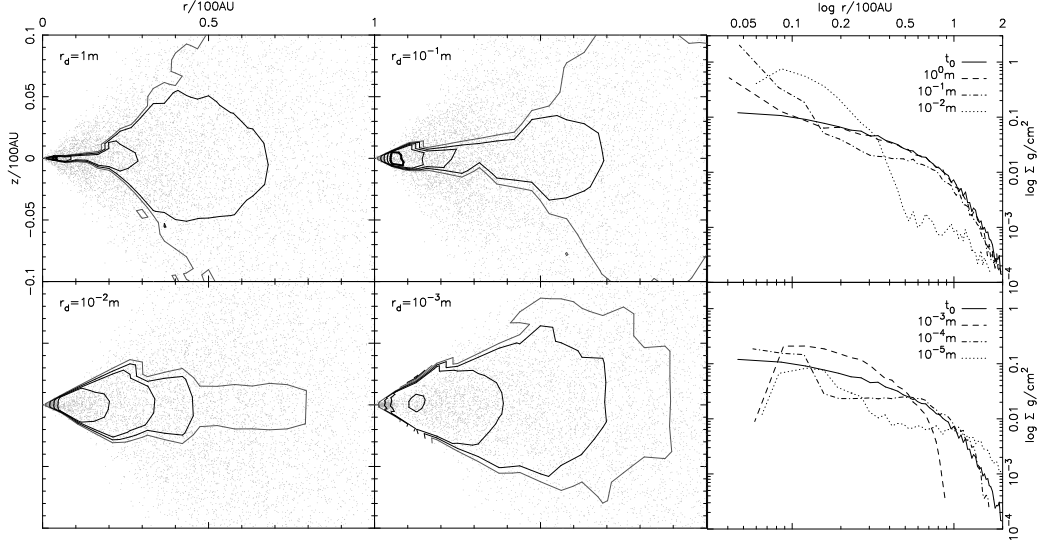 r/100AU
log r/100AU
0 0.5 1
0.05 0.1 0.2 0.5 1 2
0.1
r_d=1m
r_d=10^-1m
t_0
10^0m
10^-1m
10^-2m
1
0.05
0.1
z/100AU
0
log Σ g/cm^2
0.01
−0.05
10^-3
−0.1
10^-4
r_d=10^-2m
r_d=10^-3m
t_0
10^-3m
10^-4m
10^-5m
1
0.1
log Σ g/cm^2
0.01
10^-3
10^-4